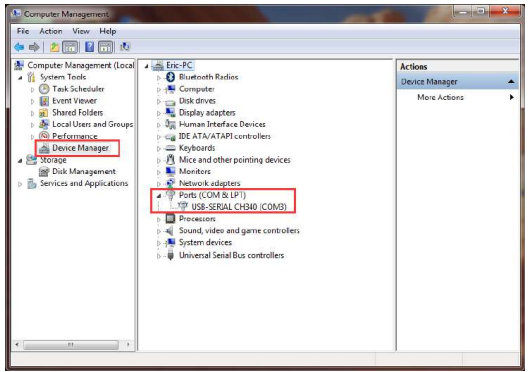 Computer Management
File Action View Help
Computer Management (Local
System Tools
Task Scheduler
Event Viewer
Shared Folders
Local Users and Groups
Performance
Device Manager
Storage
Disk Management
Services and Applications
Eric-PC
Bluetooth Radios
Computer
Disk drives
Display adapters
Human Interface Devices
IDE ATA/ATAPI controllers
Keyboards
Mice and other pointing devices
Monitors
Network adapters
Ports (COM & LPT)
USB-SERIAL CH340 (COM3)
Processors
Sound, video and game controllers
System devices
Universal Serial Bus controllers
Actions
Device Manager
More Actions